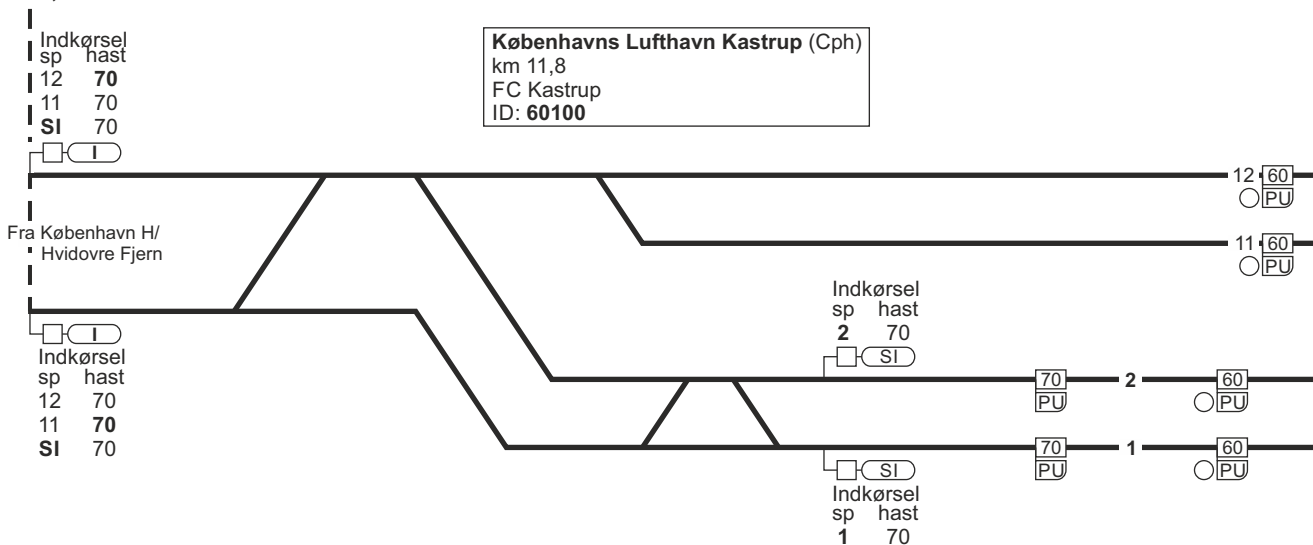 Indkørsel
sp hast
12 70
11 70
SI 70
I
Københavns Lufthavn Kastrup (Cph)
km 11,8
FC Kastrup
ID: 60100
12 60
PU
Fra København H/
Hvidovre Fjern
11 60
PU
I
Indkørsel
sp hast
12 70
11 70
SI 70
Indkørsel
sp hast
2 70
SI
70 2 60
PU PU
70 1 60
PU PU
SI
Indkørsel
sp hast
1 70